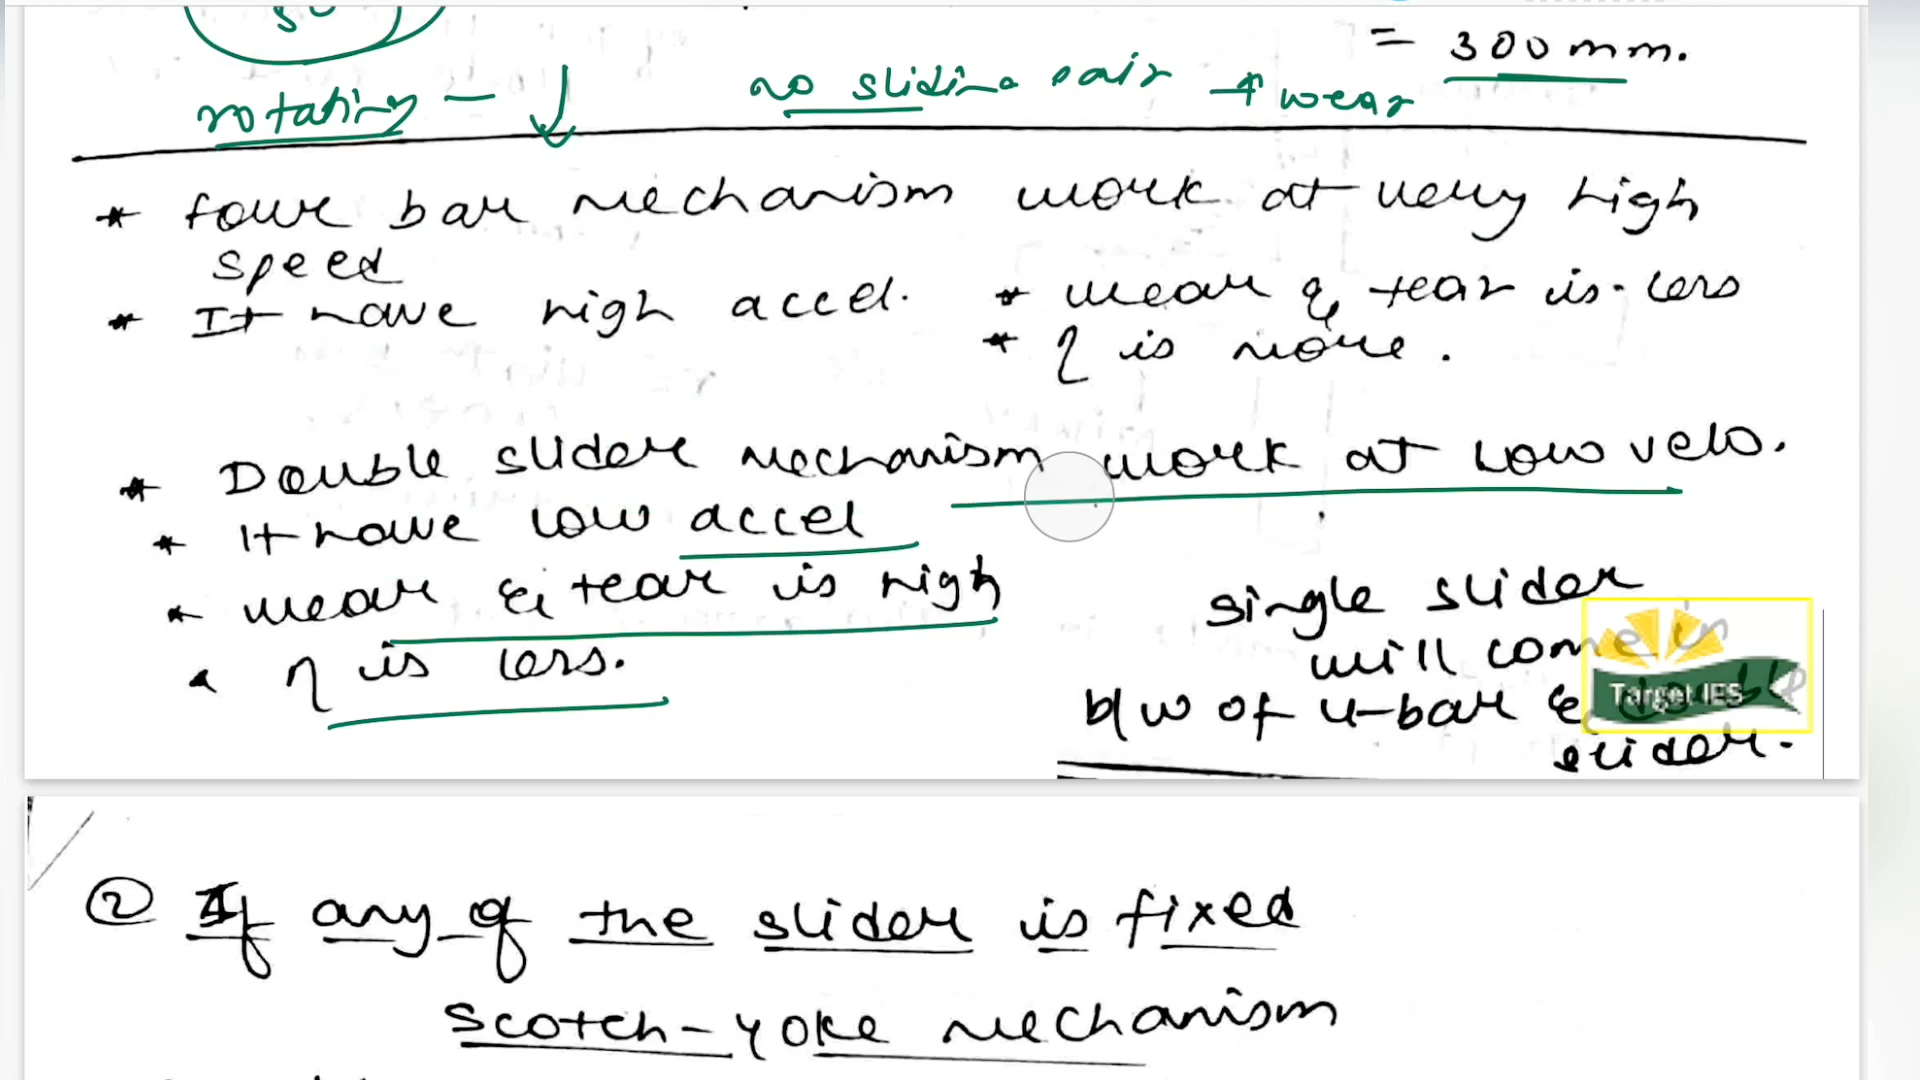 = 300 mm.
rotating - ↓ no sliding pair → wear
* four bar mechanism work at very high
speed
* It have high accel.
* wear & tear is less
* η is more.
* Double slider mechanism work at low velo.
* It have low accel
* wear & tear is high
* η is less.
single slider
will come in
b/w of 4-bar & double
slider.
Target IES
② If any of the slider is fixed
scotch-yoke mechanism